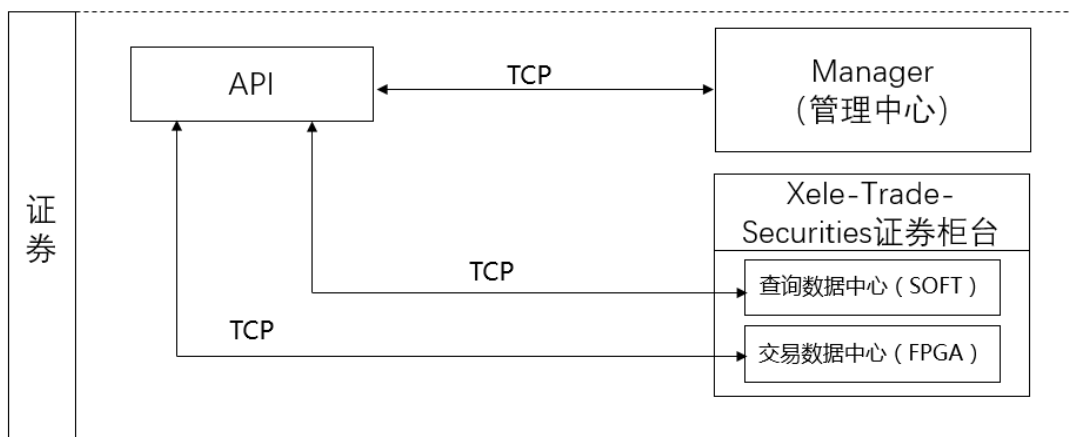 证
券
API
TCP
Manager
（管理中心）
Xele-Trade-
Securities证券柜台
TCP
查询数据中心（SOFT）
TCP
交易数据中心（FPGA）